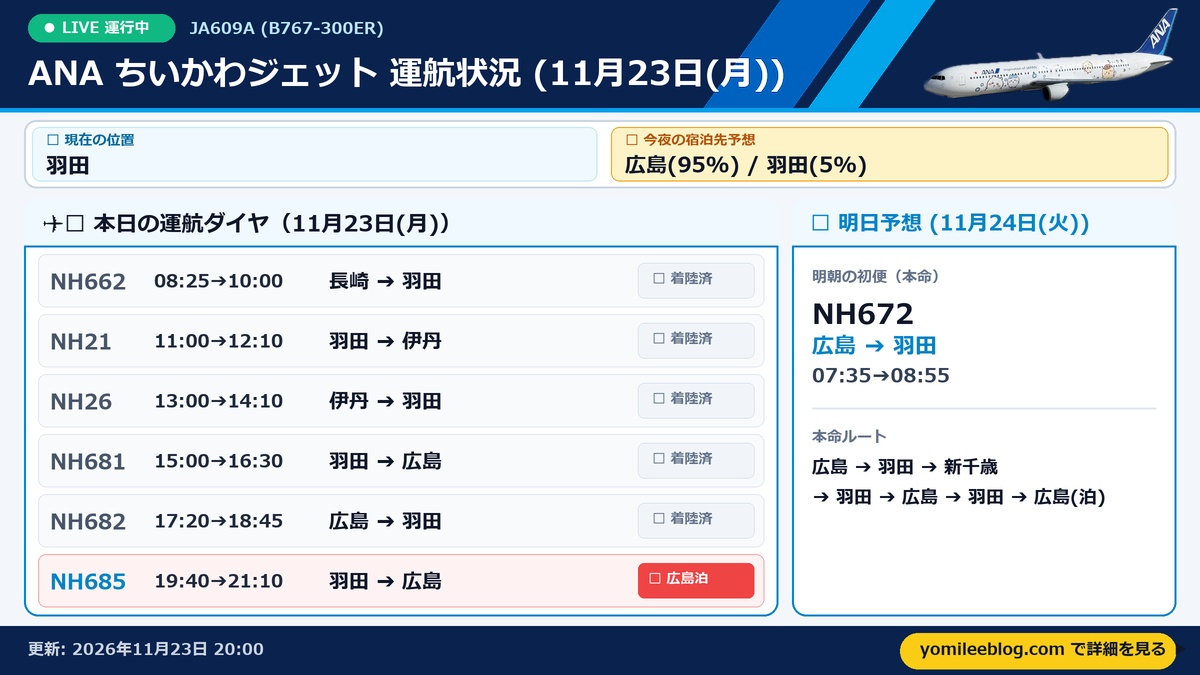 ● LIVE 運行中
JA609A (B767-300ER)
ANA ちいかわジェット 運航状況 (11月23日(月))
ANA
ANA
□ 現在の位置
羽田
□ 今夜の宿泊先予想
広島(95%) / 羽田(5%)
✈□ 本日の運航ダイヤ（11月23日(月)）
NH662 08:25→10:00 長崎 → 羽田 □ 着陸済
NH21 11:00→12:10 羽田 → 伊丹 □ 着陸済
NH26 13:00→14:10 伊丹 → 羽田 □ 着陸済
NH681 15:00→16:30 羽田 → 広島 □ 着陸済
NH682 17:20→18:45 広島 → 羽田 □ 着陸済
NH685 19:40→21:10 羽田 → 広島 □ 広島泊
□ 明日予想 (11月24日(火))
明朝の初便（本命）
NH672
広島 → 羽田
07:35→08:55
本命ルート
広島 → 羽田 → 新千歳
→ 羽田 → 広島 → 羽田 → 広島(泊)
更新: 2026年11月23日 20:00
yomileeblog.com で詳細を見る